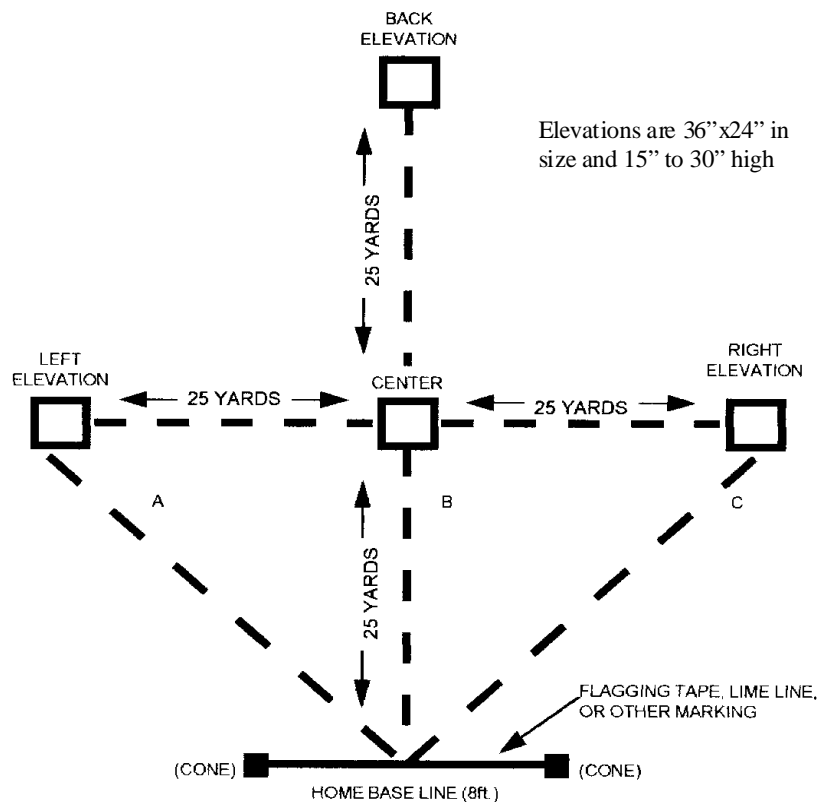 BACK
ELEVATION
Elevations are 36”x24” in
size and 15” to 30” high
25 YARDS
LEFT
ELEVATION
CENTER
RIGHT
ELEVATION
25 YARDS
25 YARDS
A
B
C
25 YARDS
FLAGGING TAPE, LIME LINE,
OR OTHER MARKING
(CONE)
(CONE)
HOME BASE LINE (8ft.)